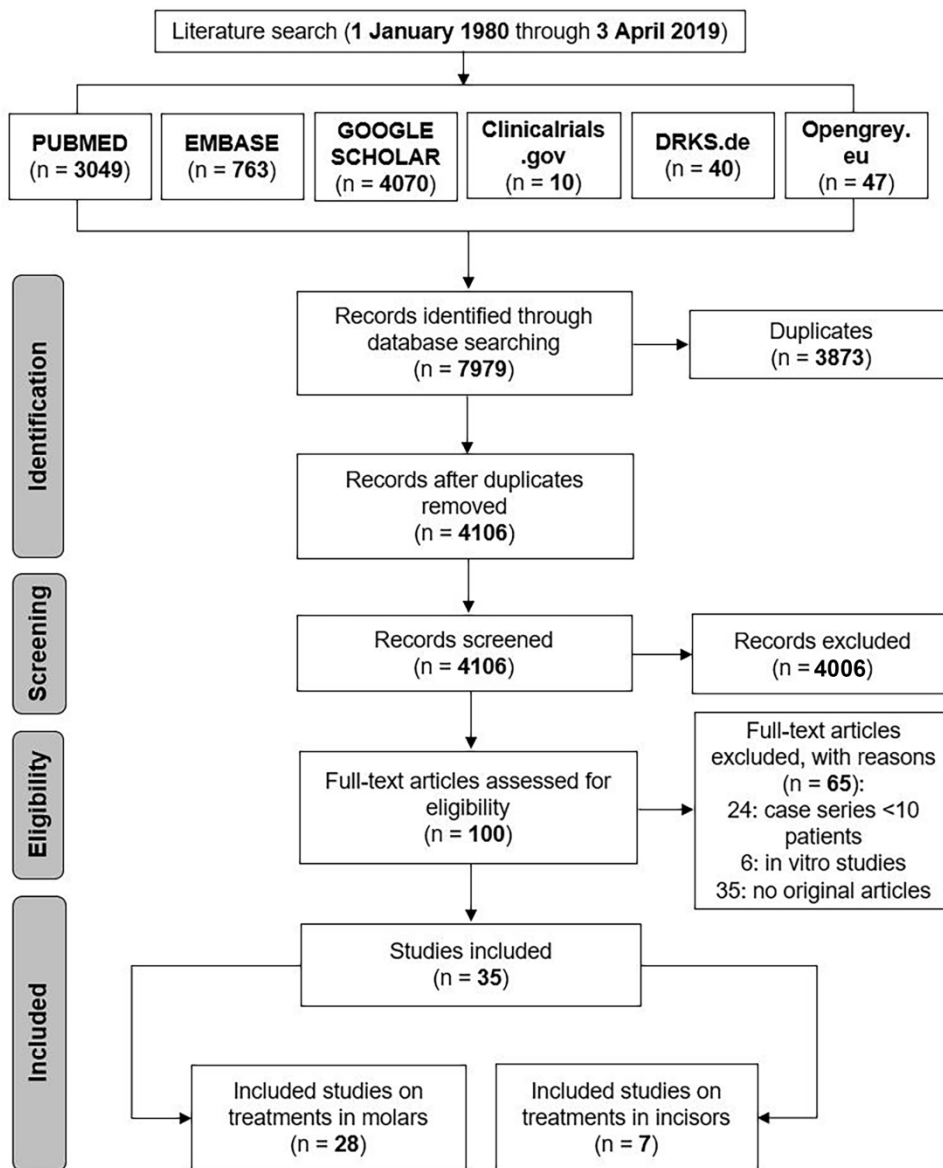 Literature search (1 January 1980 through 3 April 2019)
PUBMED
(n = 3049)
EMBASE
(n = 763)
GOOGLE
SCHOLAR
(n = 4070)
Clinicalrials
.gov
(n = 10)
DRKS.de
(n = 40)
Opengrey.
eu
(n = 47)
Identification
Records identified through
database searching
(n = 7979)
Duplicates
(n = 3873)
Records after duplicates
removed
(n = 4106)
Screening
Records screened
(n = 4106)
Records excluded
(n = 4006)
Eligibility
Full-text articles assessed for
eligibility
(n = 100)
Full-text articles
excluded, with reasons
(n = 65):
24: case series <10
patients
6: in vitro studies
35: no original articles
Included
Studies included
(n = 35)
Included studies on
treatments in molars
(n = 28)
Included studies on
treatments in incisors
(n = 7)